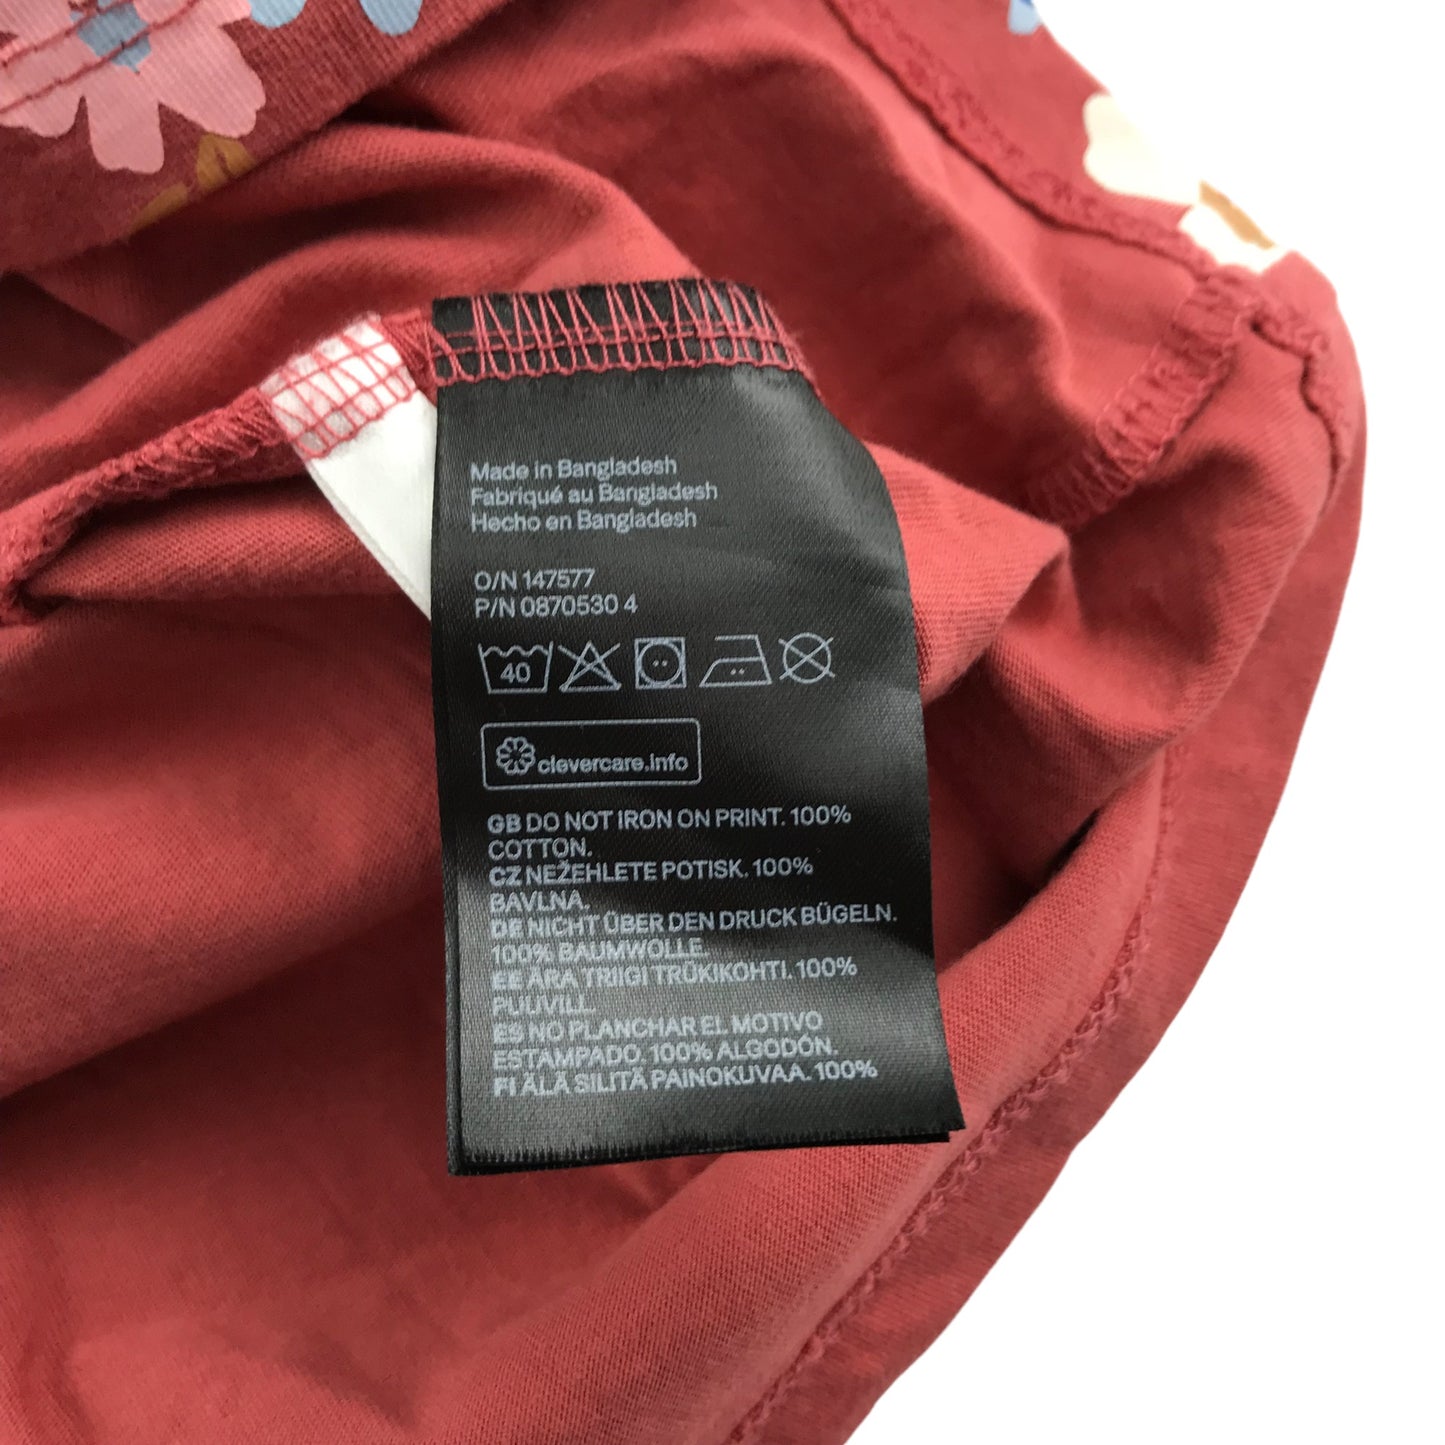 Made in Bangladesh
Fabriqué au Bangladesh
Hecho en Bangladesh
O/N 147577
P/N 0870530 4
40
clevercare.info
GB DO NOT IRON ON PRINT. 100%
COTTON.
CZ NEŽEHLETE POTISK. 100%
BAVLNA.
DE NICHT ÜBER DEN DRUCK BÜGELN.
100% BAUMWOLLE.
EE ÄRA TRIIGI TRÜKIKOHTI. 100%
PUUVILL.
ES NO PLANCHAR EL MOTIVO
ESTAMPADO. 100% ALGODÓN.
FI ÄLÄ SILITÄ PAINOKUVAA. 100%